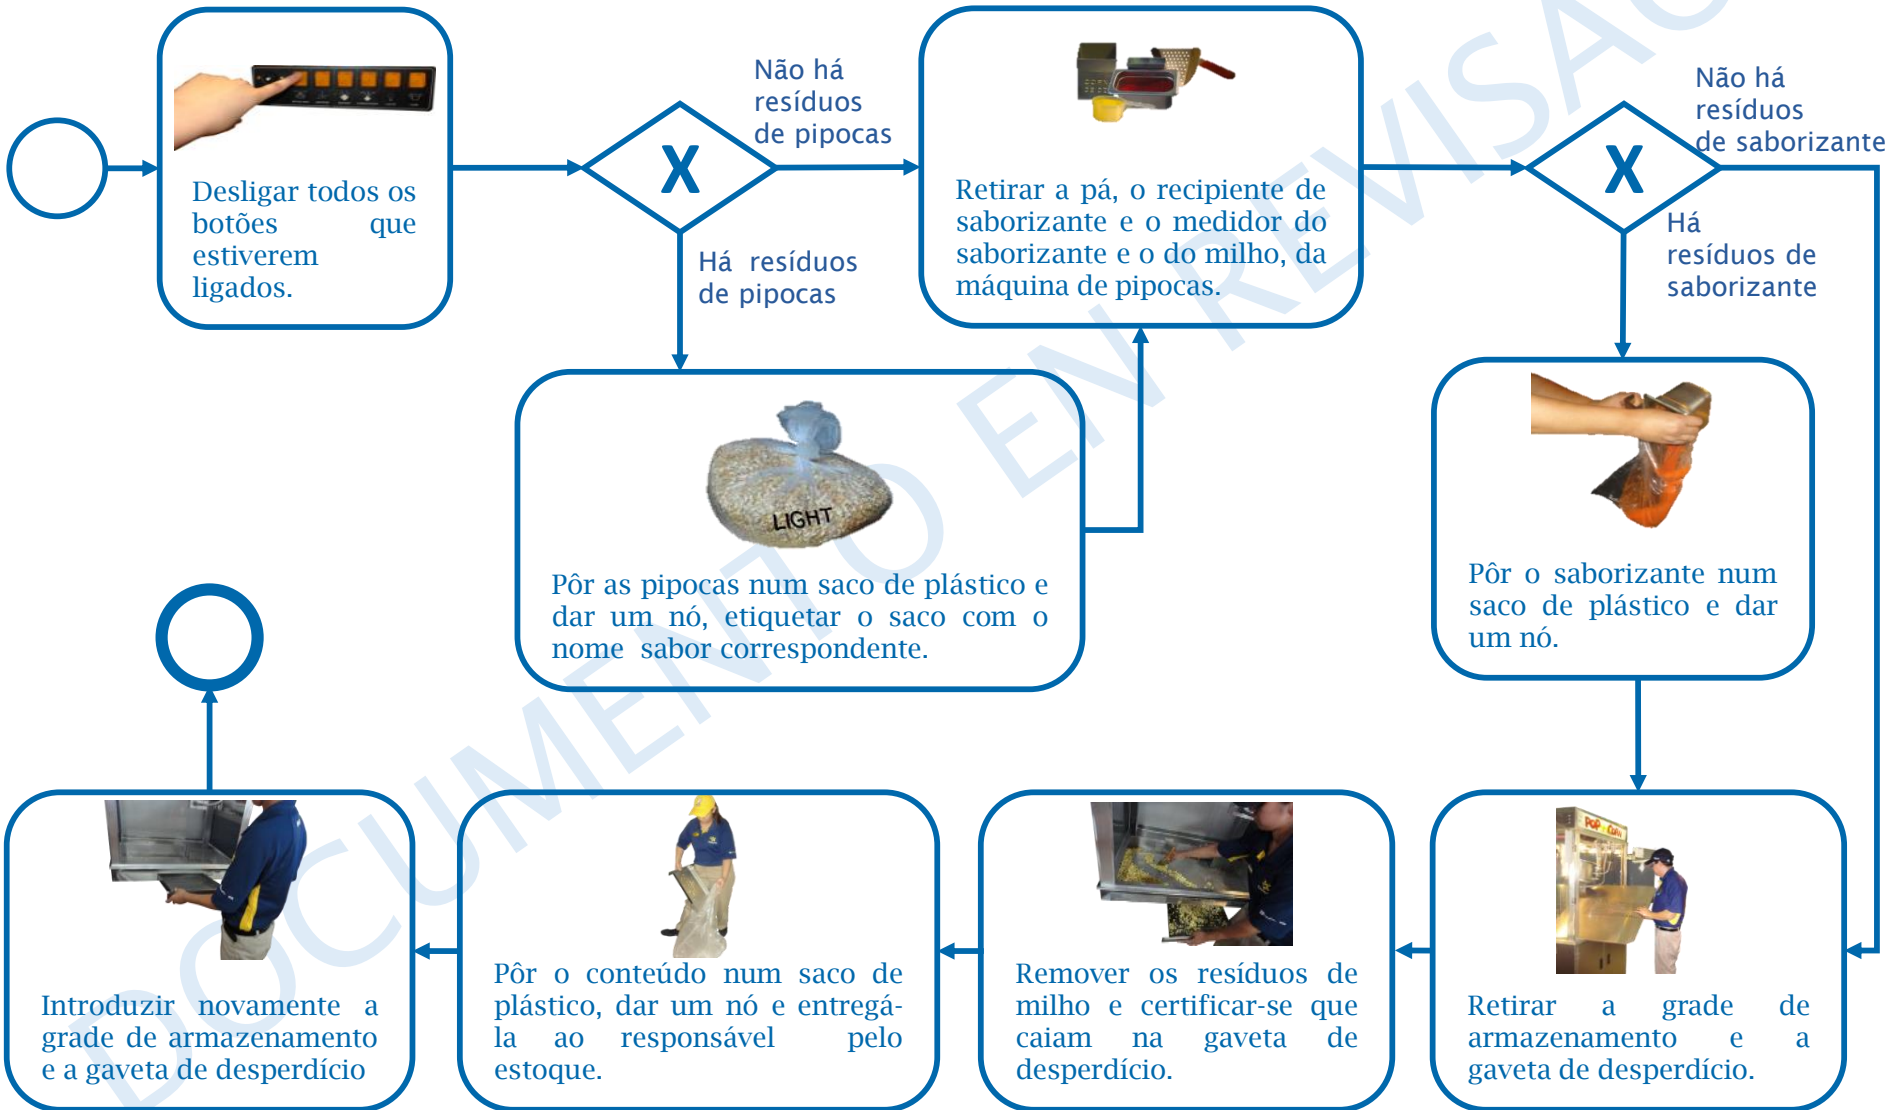 Desligar todos os
botões que
estiverem
ligados.
X
Não há
resíduos
de pipocas
Há resíduos
de pipocas
Retirar a pá, o recipiente de
saborizante e o medidor do
saborizante e o do milho, da
máquina de pipocas.
X
Não há
resíduos
de saborizante
Há
resíduos de
saborizante
LIGHT
Pôr as pipocas num saco de plástico e
dar um nó, etiquetar o saco com o
nome sabor correspondente.
Pôr o saborizante num
saco de plástico e dar
um nó.
Introduzir novamente a
grade de armazenamento
e a gaveta de desperdício
Pôr o conteúdo num saco de
plástico, dar um nó e entregá-
la ao responsável pelo
estoque.
Remover os resíduos de
milho e certificar-se que
caiam na gaveta de
desperdício.
POP CORN
Retirar a grade de
armazenamento e a
gaveta de desperdício.
DOCUMENTO EN REVISAO